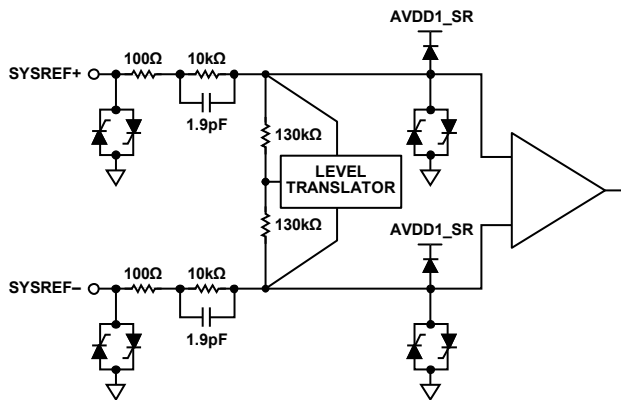 AVDD1_SR
100Ω
10kΩ
SYSREF+
1.9pF
130kΩ
LEVEL
TRANSLATOR
130kΩ
AVDD1_SR
100Ω
10kΩ
SYSREF–
1.9pF